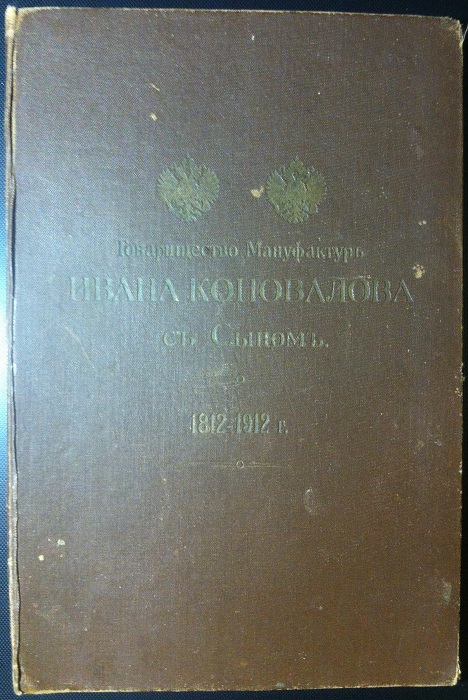 Товарищество Мануфактуръ
ИВАНА КОНОВАЛОВА
съ Сыномъ.
1812-1912 г.